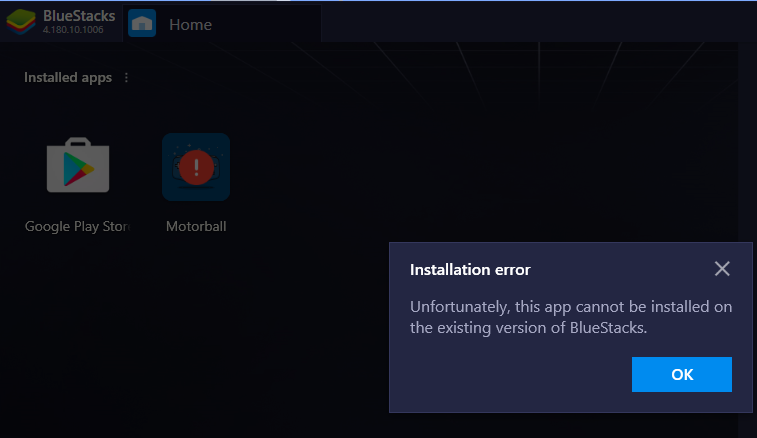 BlueStacks
4.180.10.1006
Home
Installed apps
Google Play Stor
Motorball
Installation error
Unfortunately, this app cannot be installed on
the existing version of BlueStacks.
OK